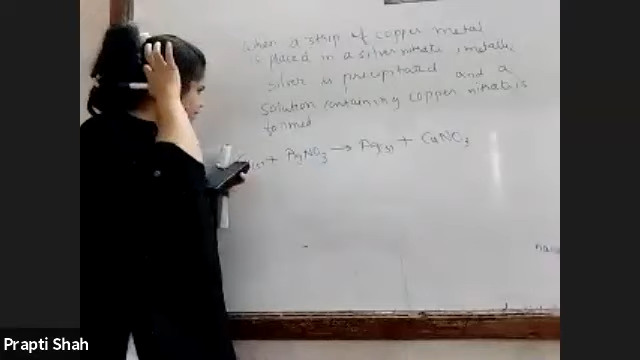 When a strip of copper metal
is placed in a silver nitrate, metallic
silver is precipitated and a
solution containing copper nitrate is
formed
(s) + AgNO3 → Ag(s) + CuNO3
Prapti Shah